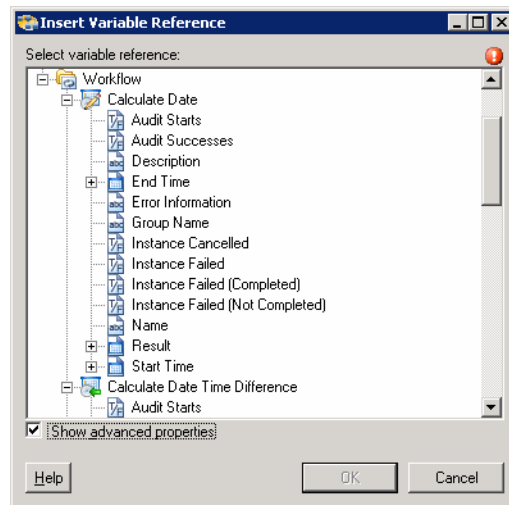 Insert Variable Reference
Select variable reference:
Workflow
Calculate Date
Audit Starts
Audit Successes
Description
End Time
Error Information
Group Name
Instance Cancelled
Instance Failed
Instance Failed (Completed)
Instance Failed (Not Completed)
Name
Result
Start Time
Calculate Date Time Difference
Audit Starts
Show advanced properties
Help
OK
Cancel